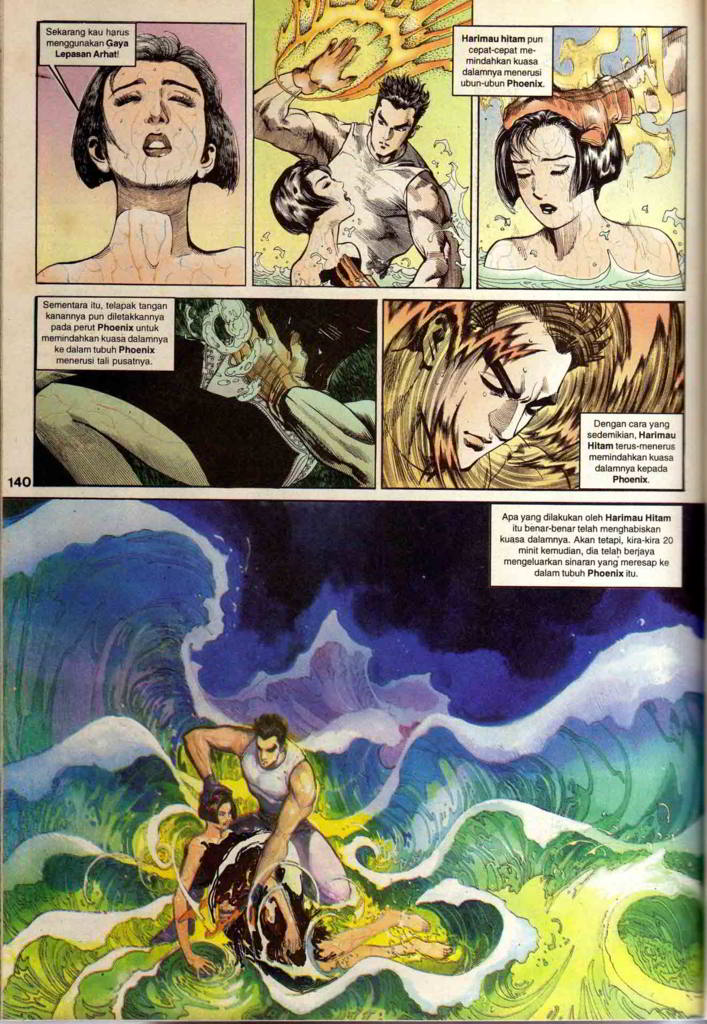 Sekarang kau harus
menggunakan Gaya
Lepasan Arhat!
Harimau hitam pun
cepat-cepat me-
mindahkan kuasa
dalamnya menerusi
ubun-ubun Phoenix.
Sementara itu, telapak tangan
kanannya pun diletakkannya
pada perut Phoenix untuk
memindahkan kuasa dalamnya
ke dalam tubuh Phoenix
menerusi tali pusatnya.
Dengan cara yang
sedemikian, Harimau
Hitam terus-menerus
memindahkan kuasa
dalamnya kepada
Phoenix.
140
Apa yang dilakukan oleh Harimau Hitam
itu benar-benar telah menghabiskan
kuasa dalamnya. Akan tetapi, kira-kira 20
minit kemudian, dia telah berjaya
mengeluarkan sinaran yang meresap ke
dalam tubuh Phoenix itu.